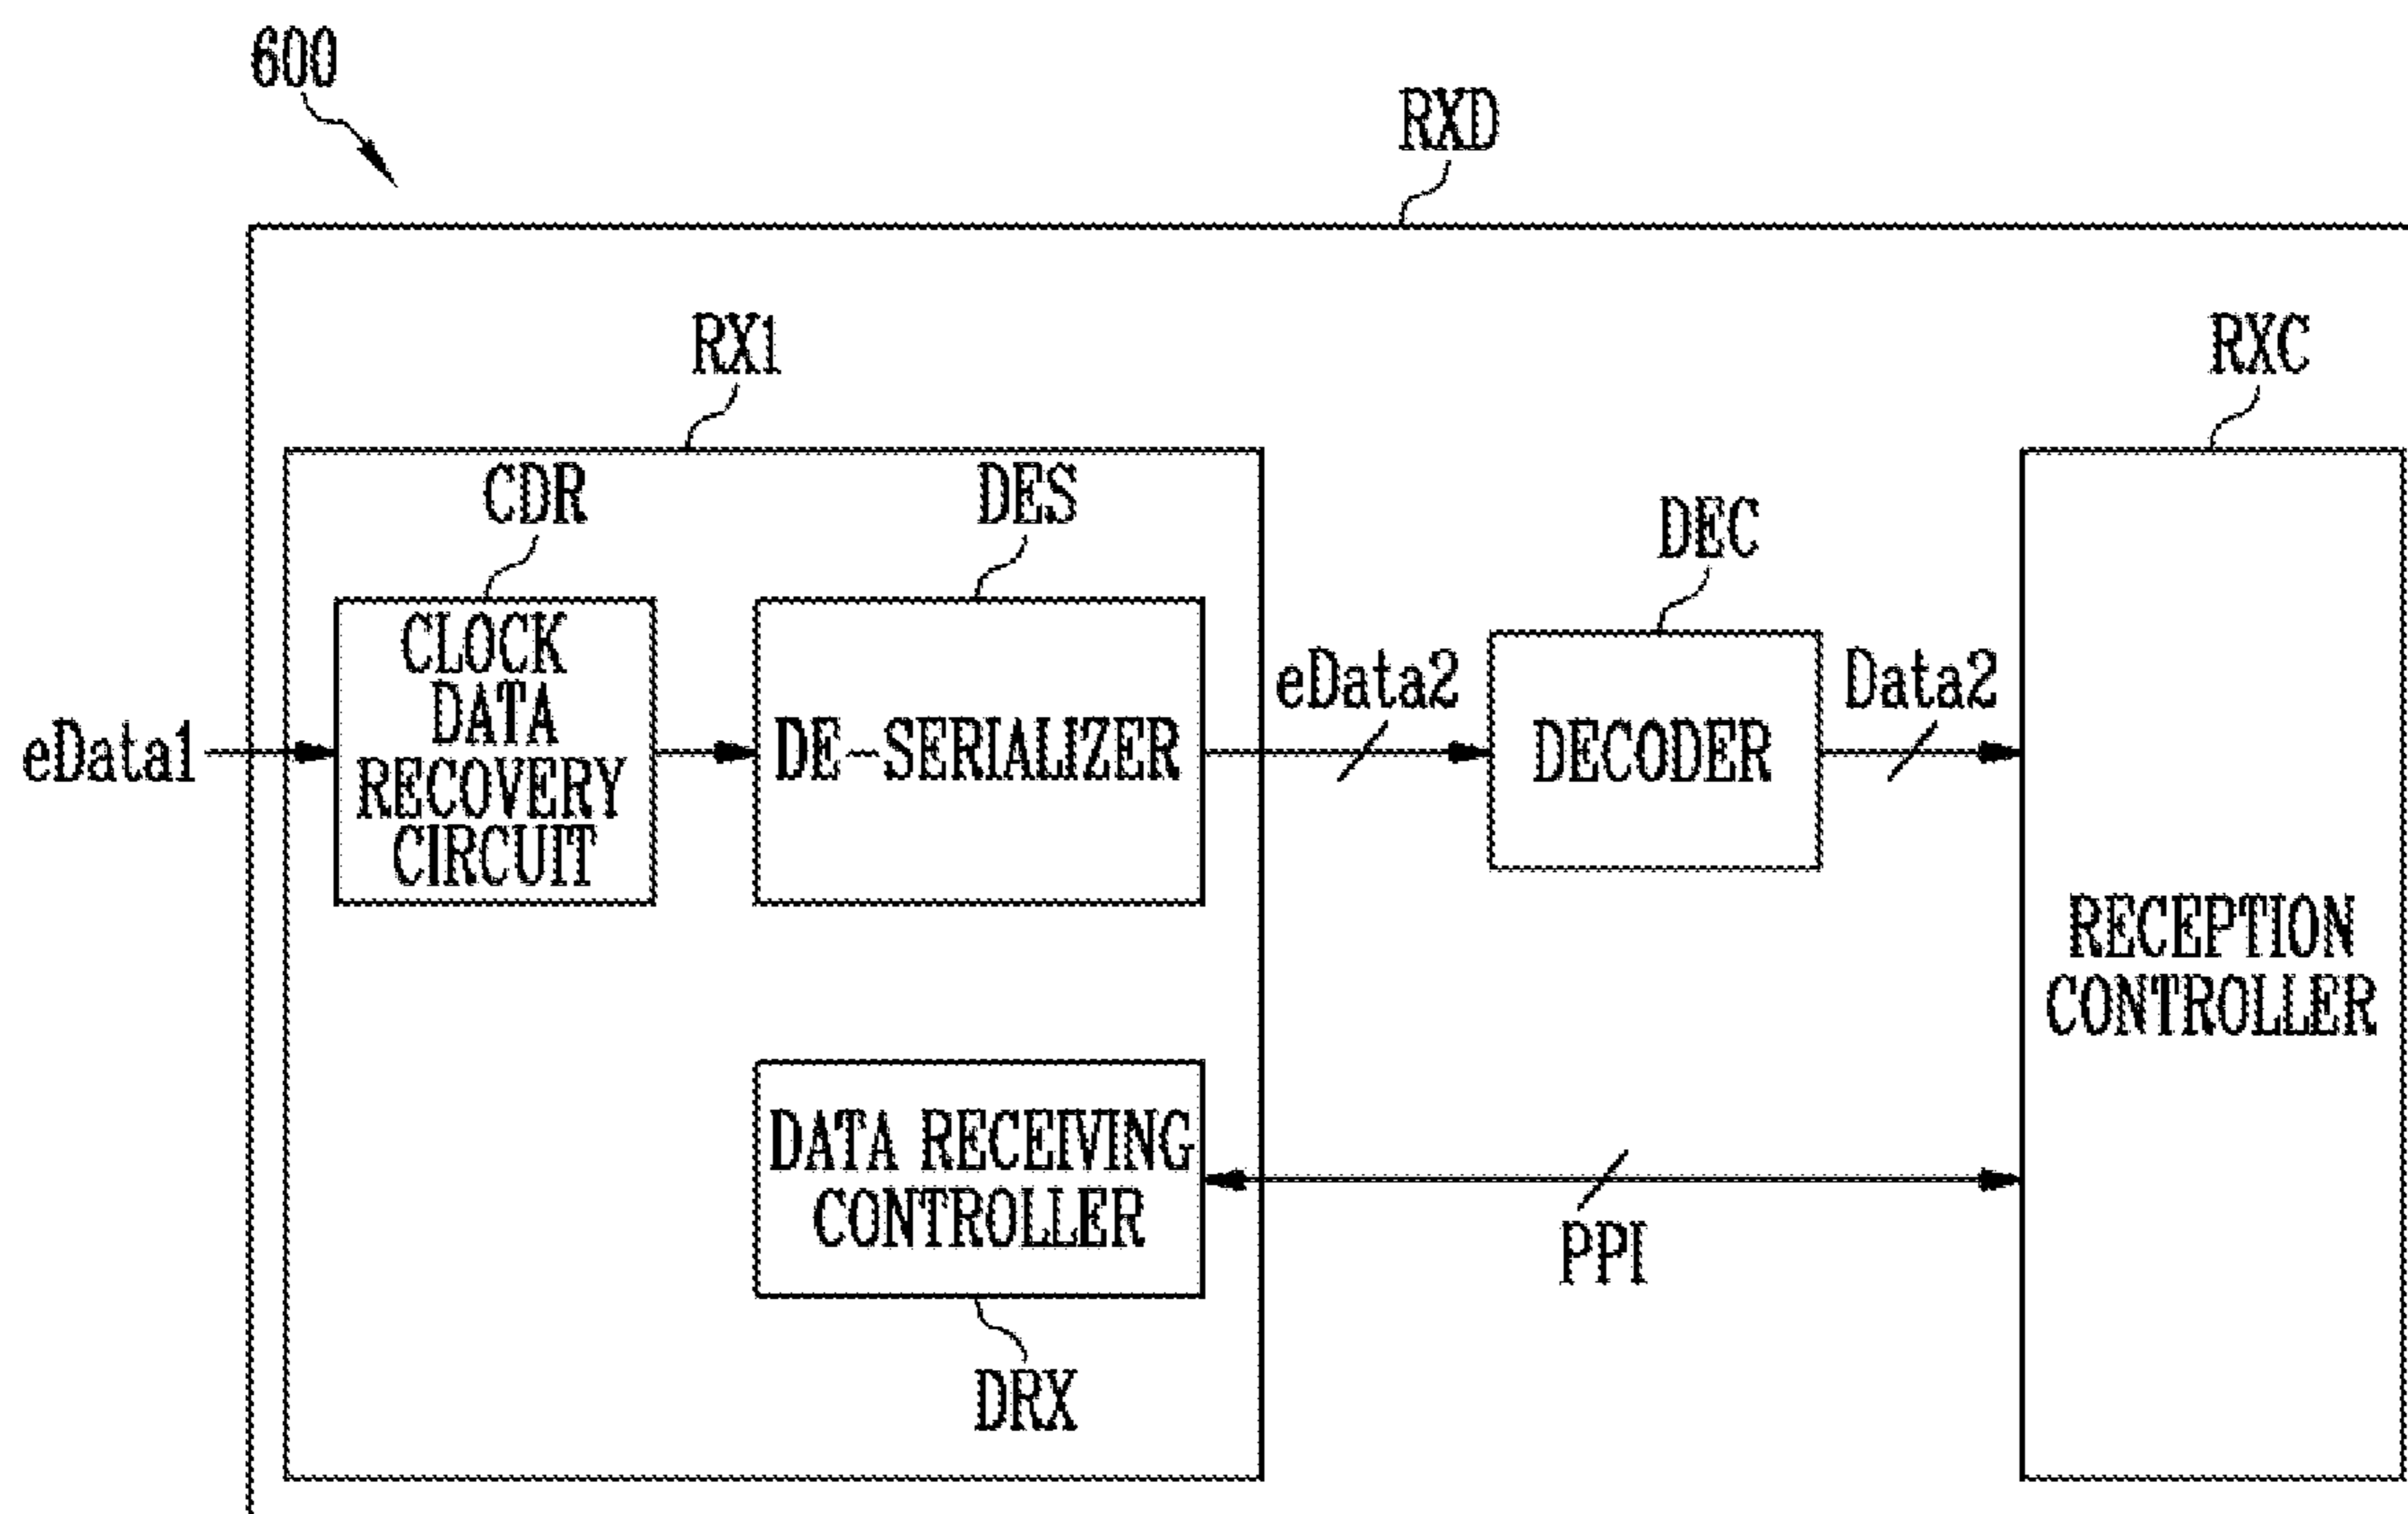 600
RXD
RX1
RXC
CDR
DES
DEC
CLOCK
DATA
RECOVERY
CIRCUIT
DE-SERIALIZER
eData1
eData2
DECODER
Data2
RECEPTION
CONTROLLER
DATA RECEIVING
CONTROLLER
PPI
DRX